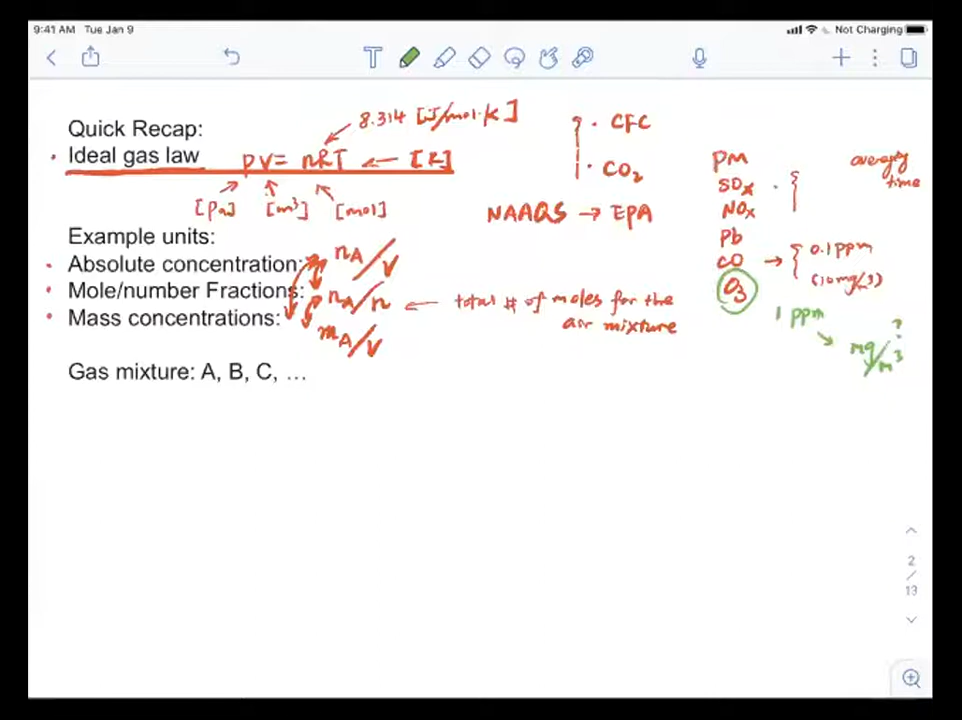 9:41 AM Tue Jan 9
Not Charging
T
Quick Recap:
8.314 [J/mol·K]
• Ideal gas law PV = nRT ← [K]
[Pa] [m³] [mol]
· CFC
· CO₂
NAAQS → EPA
PM
SOx
NOx
Pb
CO → 0.1 ppm
(10 mg/m³)
O₃
time
1 ppm
mg/m³ ?
Example units:
• Absolute concentration: nA/V
• Mole/number Fractions: nA/n ← total # of moles for the
air mixture
• Mass concentrations: mA/V
Gas mixture: A, B, C, …
2
/
13